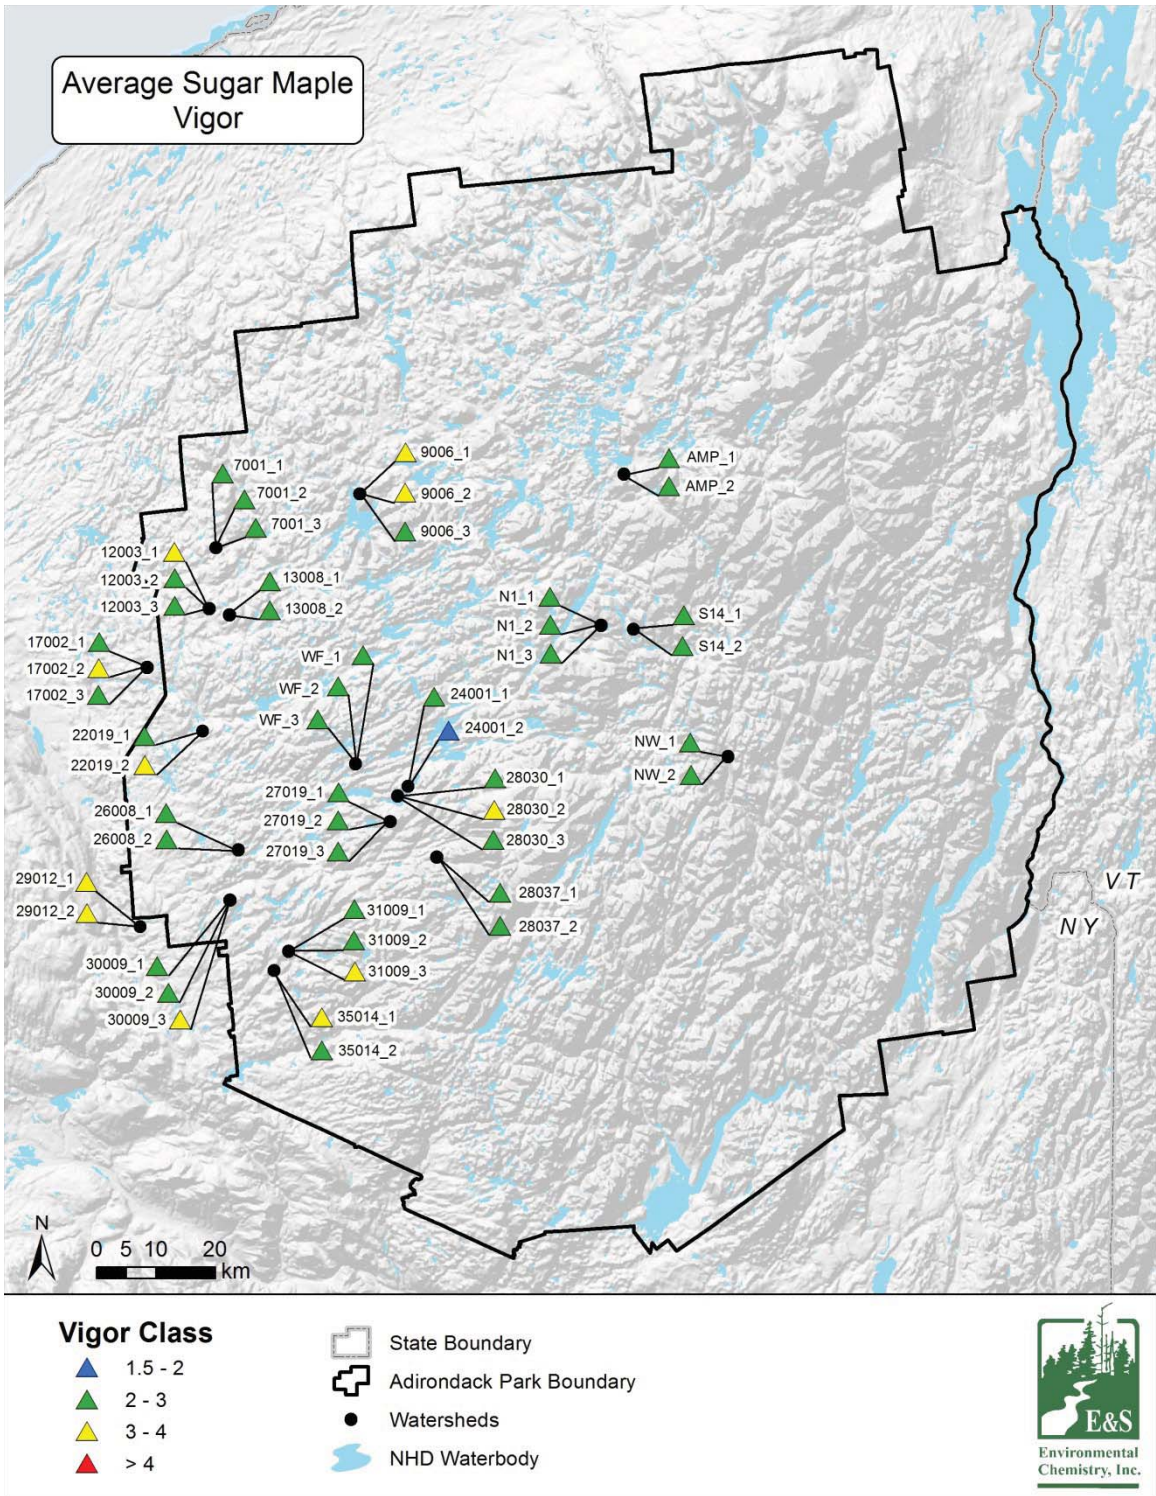 Average Sugar Maple
Vigor
7001_1
7001_2
7001_3
9006_1
9006_2
9006_3
AMP_1
AMP_2
12003_1
12003_2
12003_3
13008_1
13008_2
N1_1
N1_2
N1_3
S14_1
S14_2
17002_1
17002_2
17002_3
WF_1
WF_2
WF_3
24001_1
24001_2
22019_1
22019_2
NW_1
NW_2
27019_1
27019_2
27019_3
28030_1
28030_2
28030_3
26008_1
26008_2
29012_1
29012_2
28037_1
28037_2
31009_1
31009_2
31009_3
30009_1
30009_2
30009_3
35014_1
35014_2
VT
NY
N
0 5 10 20
km
Vigor Class
1.5 - 2
2 - 3
3 - 4
> 4
State Boundary
Adirondack Park Boundary
Watersheds
NHD Waterbody
E&S
Environmental
Chemistry, Inc.